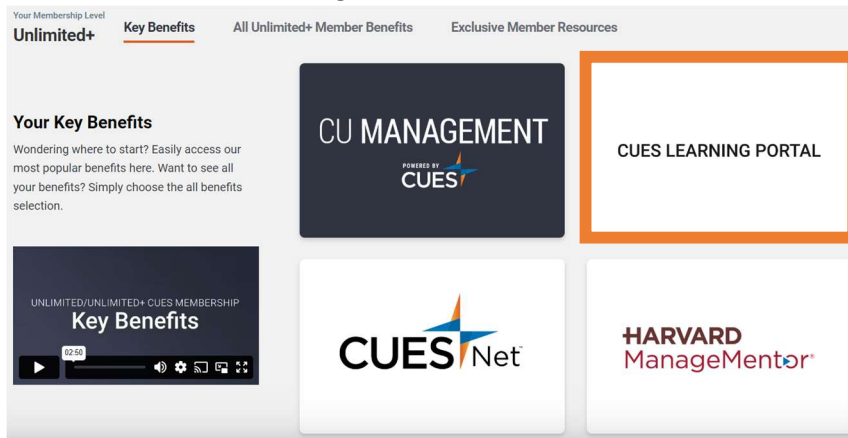 Your Membership Level
Unlimited+
Key Benefits
All Unlimited+ Member Benefits
Exclusive Member Resources
Your Key Benefits
Wondering where to start? Easily access our
most popular benefits here. Want to see all
your benefits? Simply choose the all benefits
selection.
UNLIMITED/UNLIMITED+ CUES MEMBERSHIP
Key Benefits
02:50
CU MANAGEMENT
POWERED BY
CUES
CUES LEARNING PORTAL
CUES Net
HARVARD
ManageMentor®